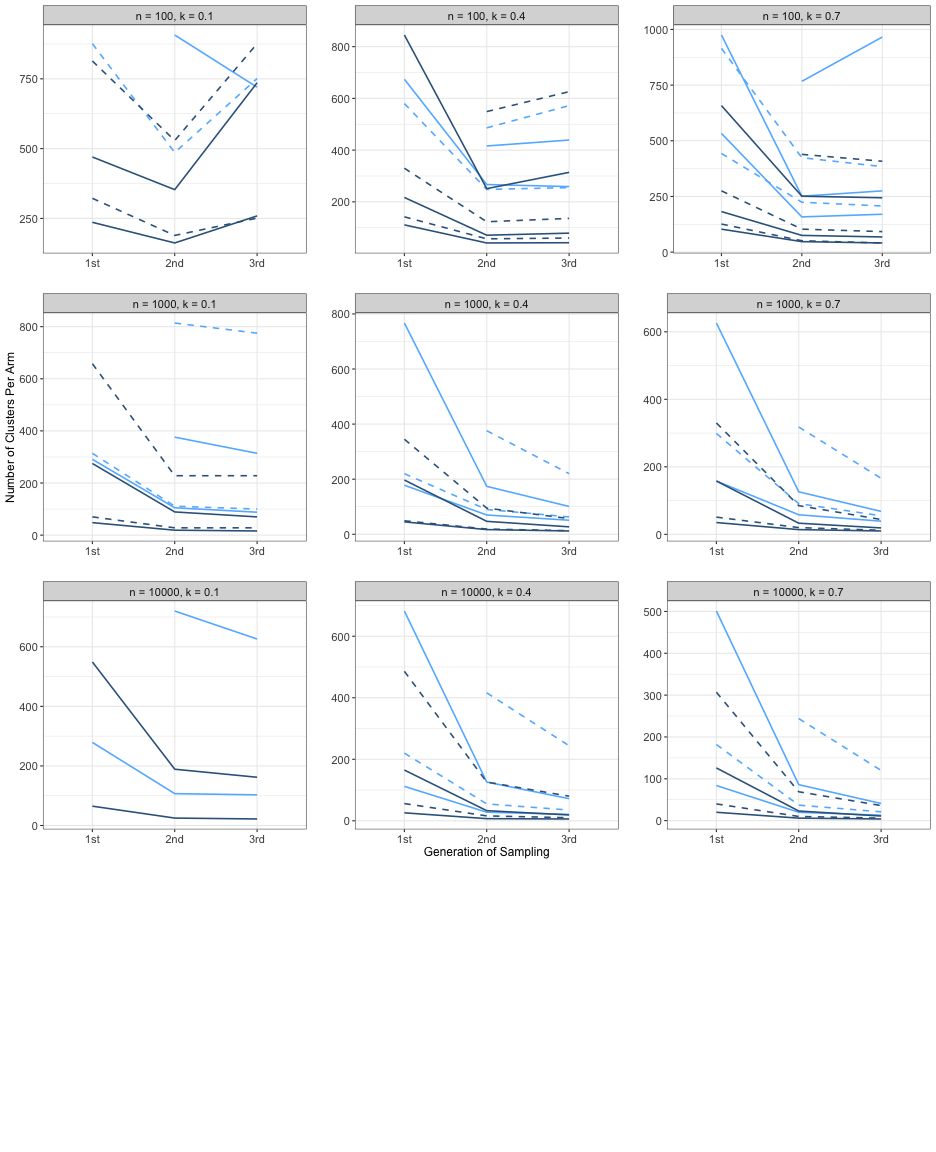 n = 100, k = 0.1
n = 100, k = 0.4
n = 100, k = 0.7
750
500
250
1st 2nd 3rd
800
600
400
200
1st 2nd 3rd
1000
750
500
250
0
1st 2nd 3rd
Number of Clusters Per Arm
n = 1000, k = 0.1
n = 1000, k = 0.4
n = 1000, k = 0.7
800
600
400
200
0
1st 2nd 3rd
800
600
400
200
0
1st 2nd 3rd
600
400
200
0
1st 2nd 3rd
n = 10000, k = 0.1
n = 10000, k = 0.4
n = 10000, k = 0.7
600
400
200
0
1st 2nd 3rd
600
400
200
0
1st 2nd 3rd
500
400
300
200
100
0
1st 2nd 3rd
Generation of Sampling